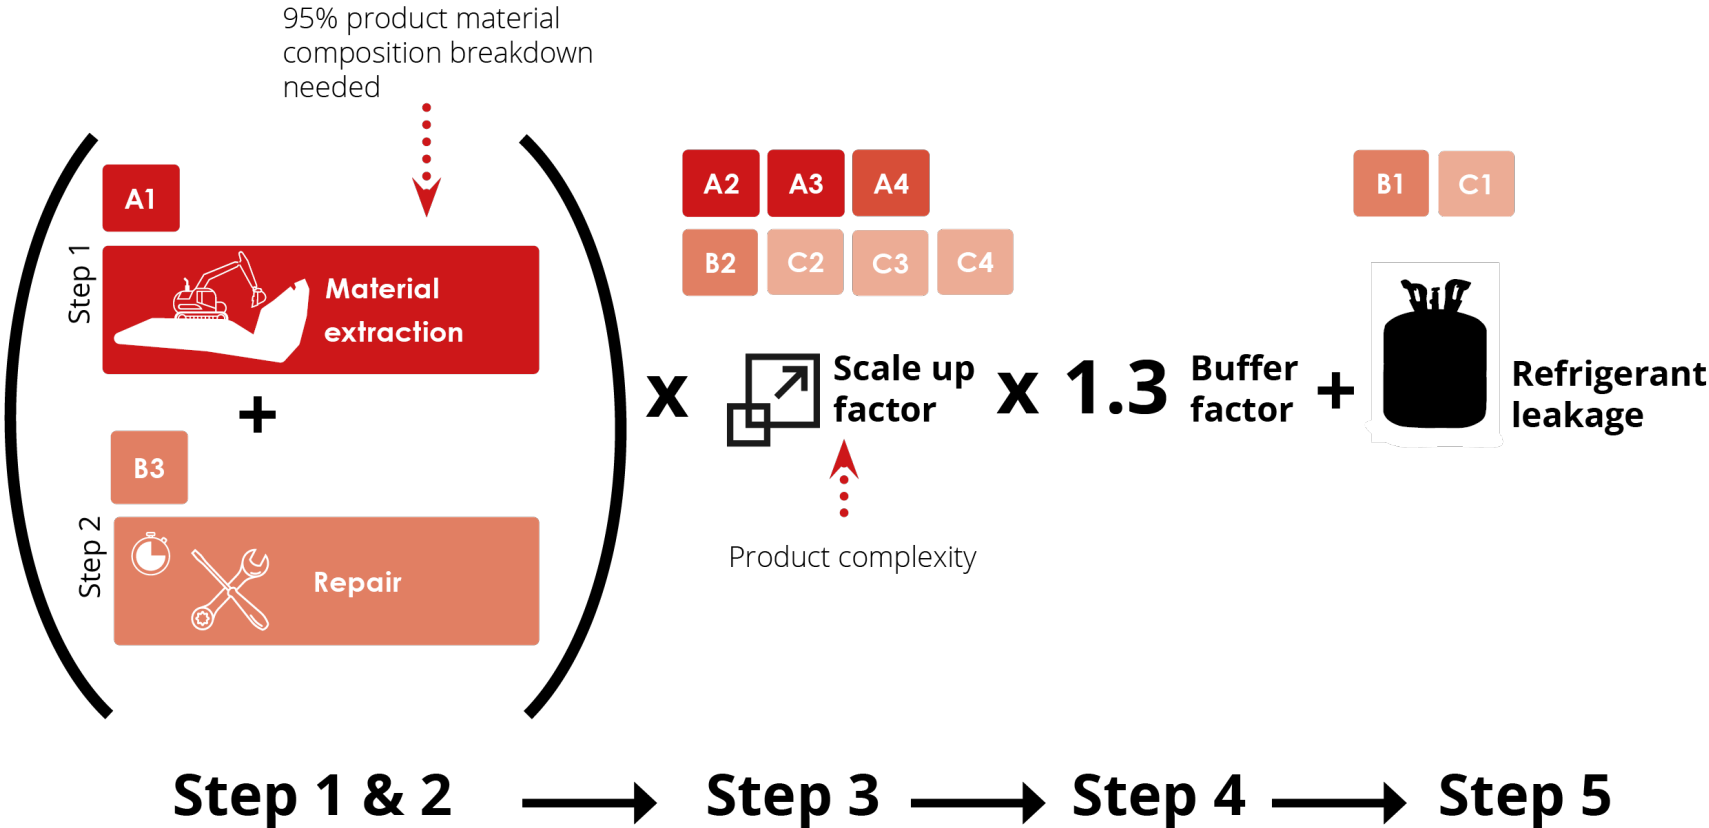 95% product material
composition breakdown
needed
A1
Step 1
Material
extraction
+
B3
Step 2
Repair
x
A2 A3 A4
B2 C2 C3 C4
Scale up
factor
Product complexity
x 1.3
Buffer
factor
+
B1 C1
Refrigerant
leakage
Step 1 & 2
Step 3
Step 4
Step 5